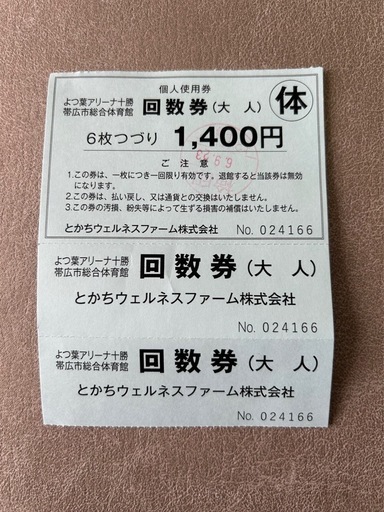 個人使用券
よつ葉アリーナ十勝
帯広市総合体育館 回数券(大 人) 体
6枚つづり 1,400円
ご注意
1.この券は、一枚につき一回限り有効です。退館すると当該券は無効
になります。
2.この券は、払い戻し、又は通貨との交換はいたしません。
3.この券の汚損、紛失等によって生ずる損害の補償はいたしません。
とかちウェルネスファーム株式会社 No. 024166
よつ葉アリーナ十勝
帯広市総合体育館 回数券(大 人)
とかちウェルネスファーム株式会社
No. 024166
よつ葉アリーナ十勝
帯広市総合体育館 回数券(大 人)
とかちウェルネスファーム株式会社
No. 024166